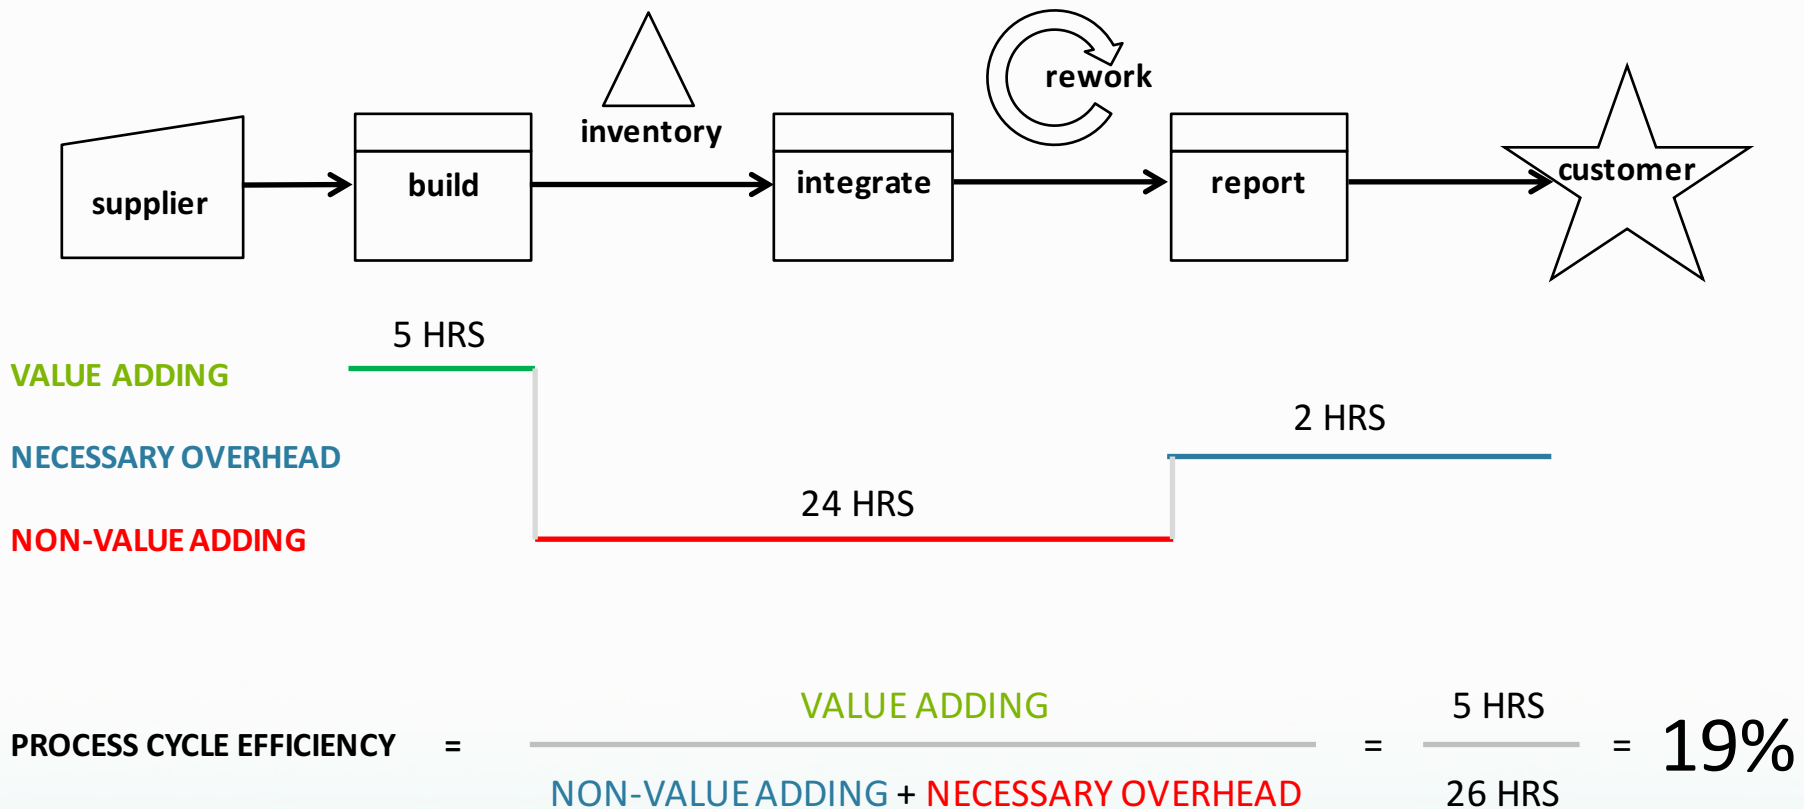 rework
inventory
supplier
build
integrate
report
customer
5 HRS
VALUE ADDING
2 HRS
NECESSARY OVERHEAD
24 HRS
NON-VALUE ADDING
VALUE ADDING
5 HRS
PROCESS CYCLE EFFICIENCY = = = 19%
NON-VALUE ADDING + NECESSARY OVERHEAD
26 HRS